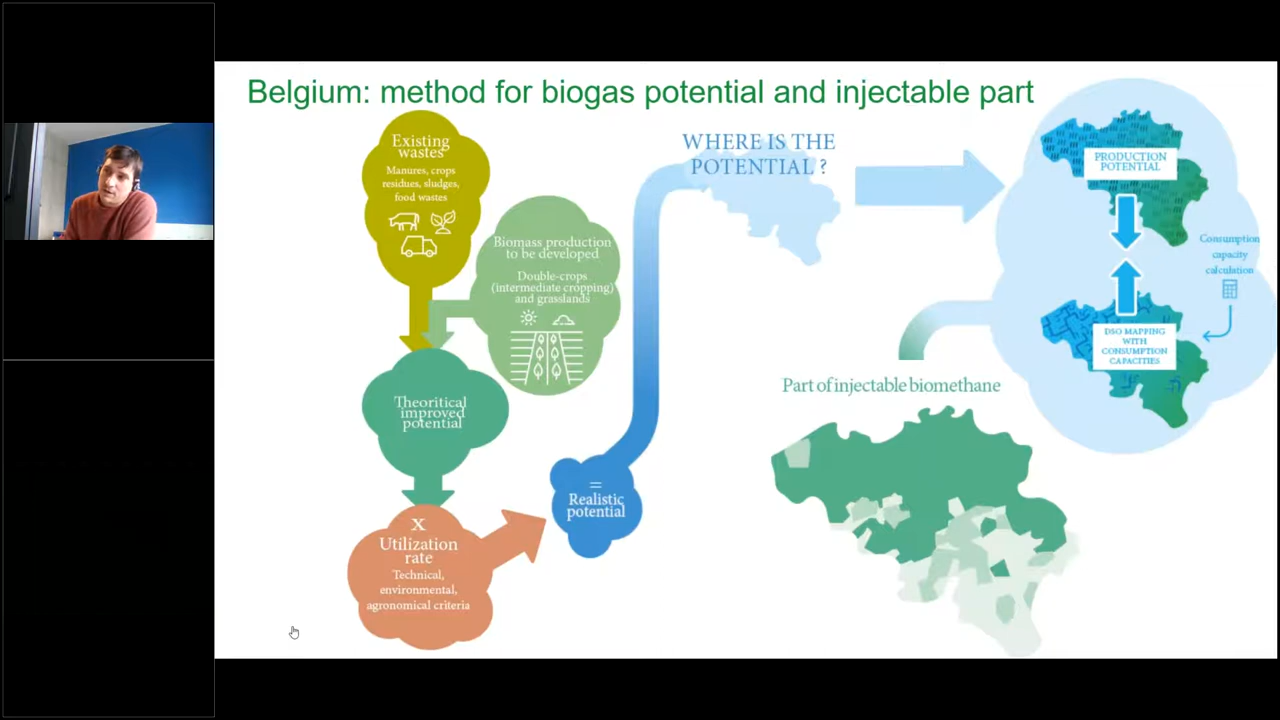 Belgium: method for biogas potential and injectable part
Existing
wastes
Manures, crops
residues, sludges,
food wastes
Biomass production
to be developed
Double-crops
(intermediate cropping)
and grasslands
Theoritical
improved
potential
X
Utilization
rate
Technical,
environmental,
agronomical criteria
=
Realistic
potential
WHERE IS THE
POTENTIAL ?
PRODUCTION
POTENTIAL
Consumption
capacity
calculation
DSO MAPPING
WITH
CONSUMPTION
CAPACITIES
Part of injectable biomethane